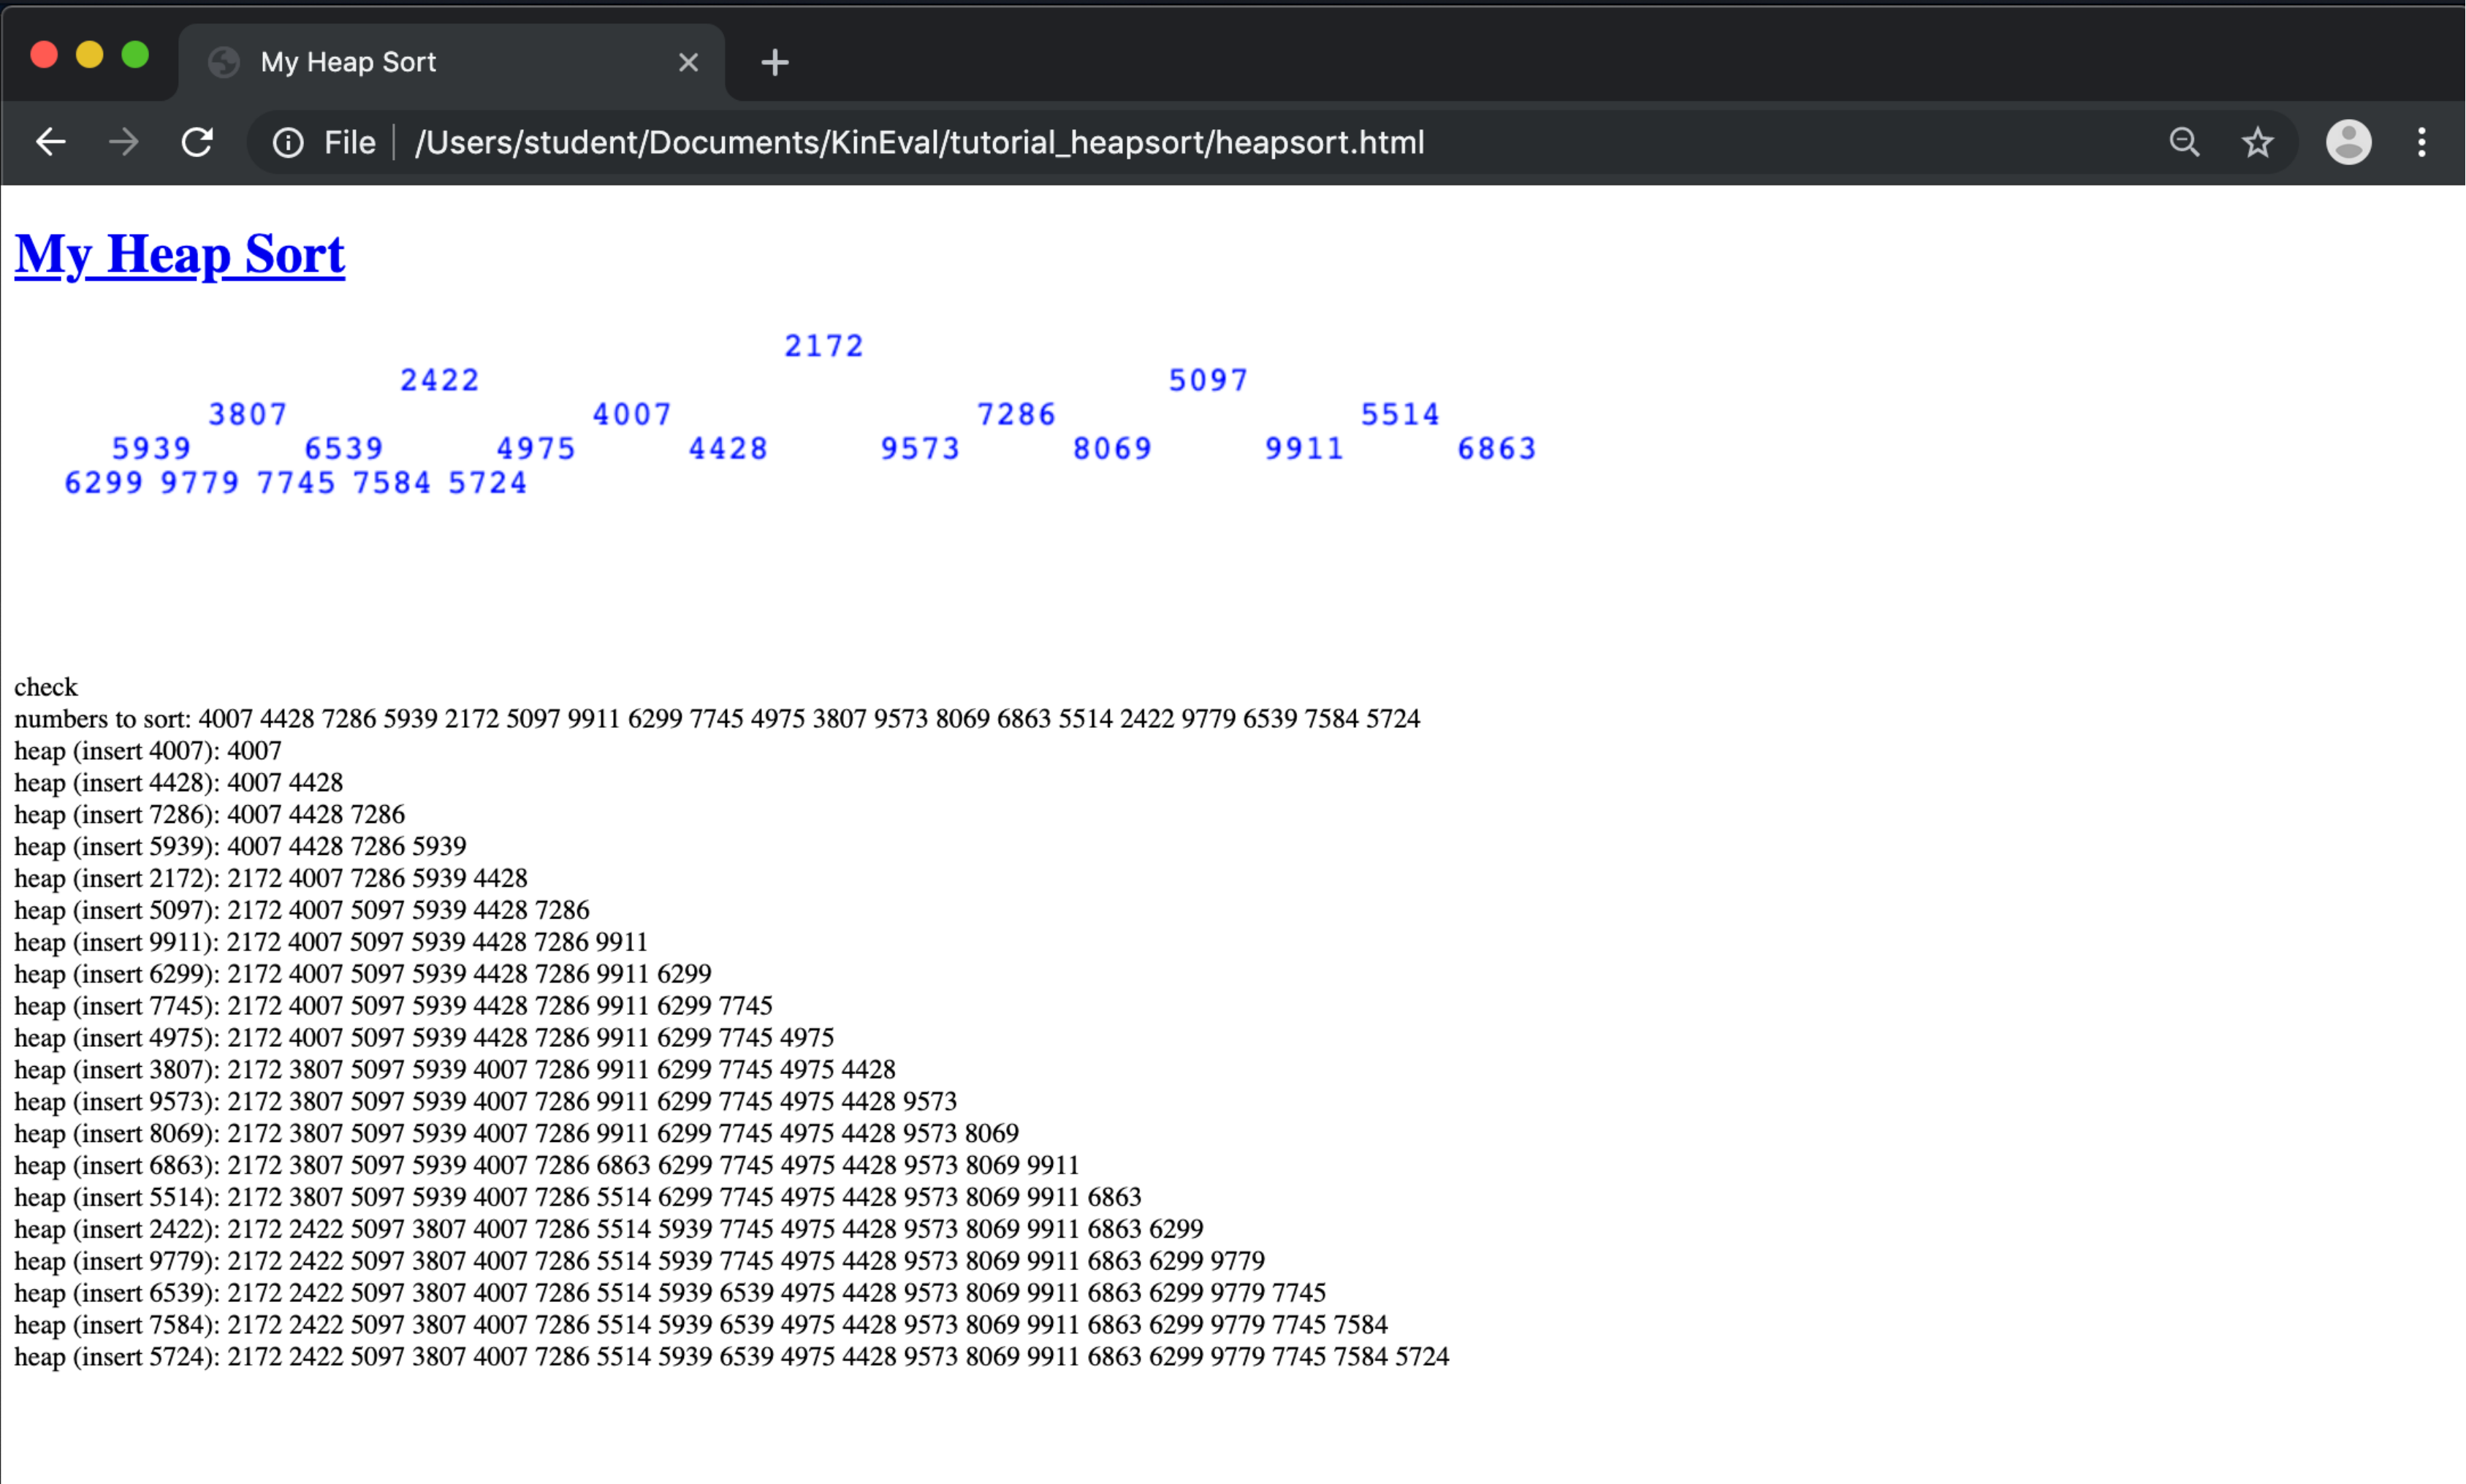 My Heap Sort
File /Users/student/Documents/KinEval/tutorial_heapsort/heapsort.html
My Heap Sort
2172
2422 5097
3807 4007 7286 5514
5939 6539 4975 4428 9573 8069 9911 6863
6299 9779 7745 7584 5724
check
numbers to sort: 4007 4428 7286 5939 2172 5097 9911 6299 7745 4975 3807 9573 8069 6863 5514 2422 9779 6539 7584 5724
heap (insert 4007): 4007
heap (insert 4428): 4007 4428
heap (insert 7286): 4007 4428 7286
heap (insert 5939): 4007 4428 7286 5939
heap (insert 2172): 2172 4007 7286 5939 4428
heap (insert 5097): 2172 4007 5097 5939 4428 7286
heap (insert 9911): 2172 4007 5097 5939 4428 7286 9911
heap (insert 6299): 2172 4007 5097 5939 4428 7286 9911 6299
heap (insert 7745): 2172 4007 5097 5939 4428 7286 9911 6299 7745
heap (insert 4975): 2172 4007 5097 5939 4428 7286 9911 6299 7745 4975
heap (insert 3807): 2172 3807 5097 5939 4007 7286 9911 6299 7745 4975 4428
heap (insert 9573): 2172 3807 5097 5939 4007 7286 9911 6299 7745 4975 4428 9573
heap (insert 8069): 2172 3807 5097 5939 4007 7286 9911 6299 7745 4975 4428 9573 8069
heap (insert 6863): 2172 3807 5097 5939 4007 7286 6863 6299 7745 4975 4428 9573 8069 9911
heap (insert 5514): 2172 3807 5097 5939 4007 7286 5514 6299 7745 4975 4428 9573 8069 9911 6863
heap (insert 2422): 2172 2422 5097 3807 4007 7286 5514 5939 7745 4975 4428 9573 8069 9911 6863 6299
heap (insert 9779): 2172 2422 5097 3807 4007 7286 5514 5939 7745 4975 4428 9573 8069 9911 6863 6299 9779
heap (insert 6539): 2172 2422 5097 3807 4007 7286 5514 5939 6539 4975 4428 9573 8069 9911 6863 6299 9779 7745
heap (insert 7584): 2172 2422 5097 3807 4007 7286 5514 5939 6539 4975 4428 9573 8069 9911 6863 6299 9779 7745 7584
heap (insert 5724): 2172 2422 5097 3807 4007 7286 5514 5939 6539 4975 4428 9573 8069 9911 6863 6299 9779 7745 7584 5724